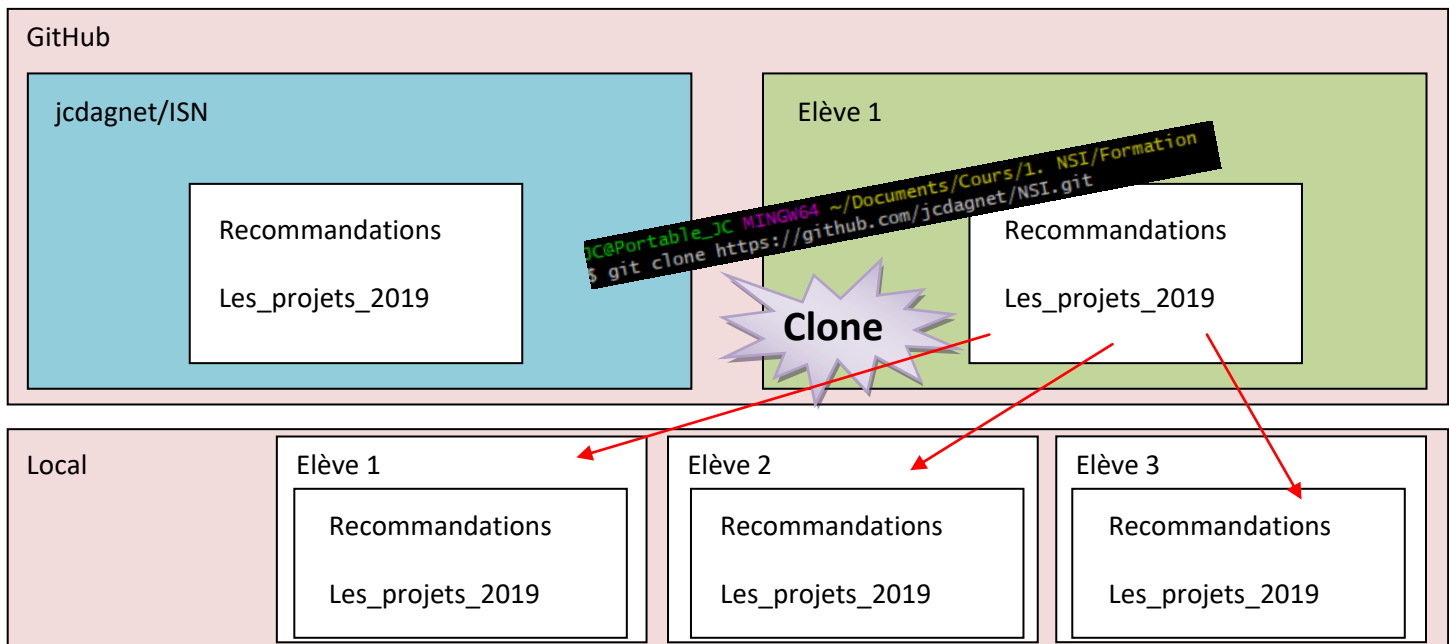 GitHub
jcdagnet/ISN
Elève 1
JC@Portable_JC MINGW64 ~/Documents/Cours/1. NSI/Formation
$ git clone https://github.com/jcdagnet/NSI.git
Recommandations
Les_projets_2019
Recommandations
Les_projets_2019
Clone
Local
Elève 1
Recommandations
Les_projets_2019
Elève 2
Recommandations
Les_projets_2019
Elève 3
Recommandations
Les_projets_2019